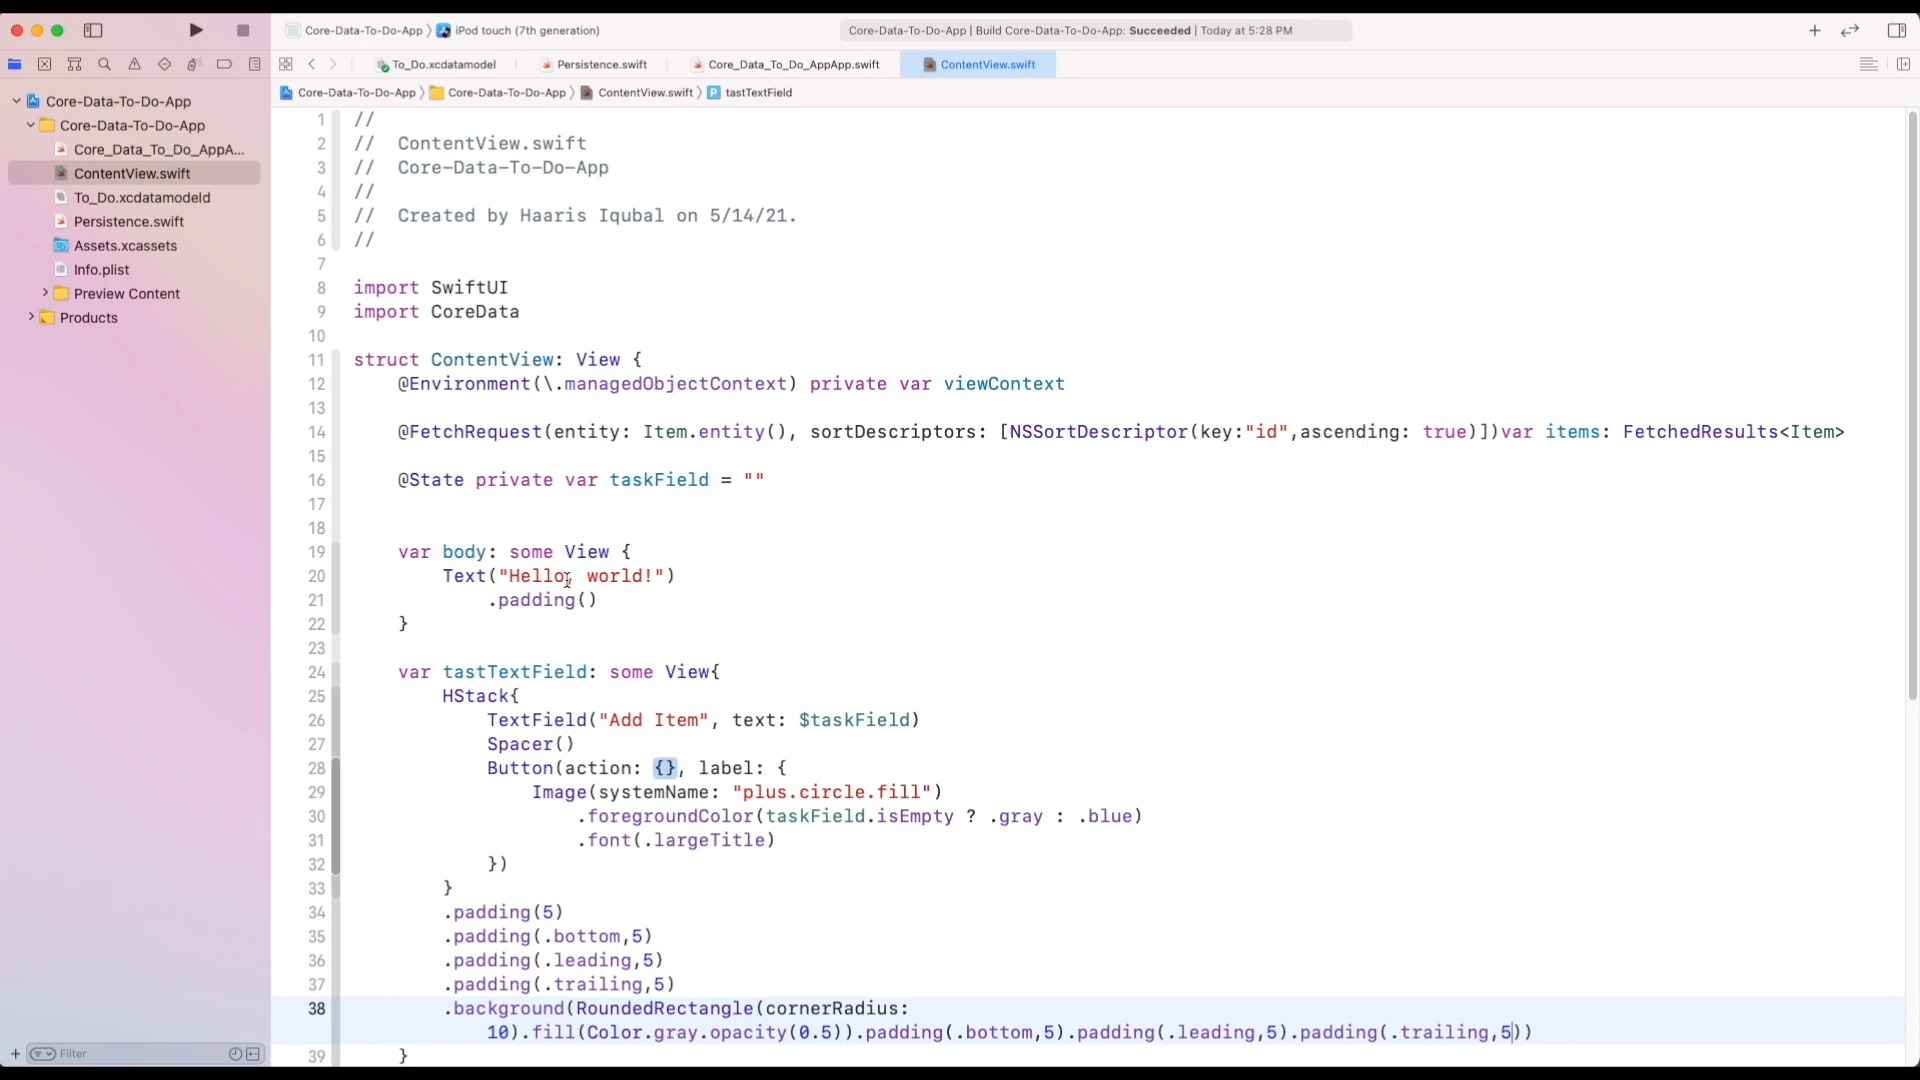 Core-Data-To-Do-App
iPod touch (7th generation)
Core-Data-To-Do-App | Build Core-Data-To-Do-App: Succeeded | Today at 5:28 PM
To_Do.xcdatamodel
Persistence.swift
Core_Data_To_Do_AppApp.swift
ContentView.swift
Core-Data-To-Do-App
Core-Data-To-Do-App
ContentView.swift
P tastTextField
Core-Data-To-Do-App
Core-Data-To-Do-App
Core_Data_To_Do_AppA...
ContentView.swift
To_Do.xcdatamodeld
Persistence.swift
Assets.xcassets
Info.plist
Preview Content
Products
Filter
1 //
2 //  ContentView.swift
3 //  Core-Data-To-Do-App
4 //
5 //  Created by Haaris Iqubal on 5/14/21.
6 //
7
8 import SwiftUI
9 import CoreData
10
11 struct ContentView: View {
12     @Environment(\.managedObjectContext) private var viewContext
13
14     @FetchRequest(entity: Item.entity(), sortDescriptors: [NSSortDescriptor(key:"id",ascending: true)])var items: FetchedResults<Item>
15
16     @State private var taskField = ""
17
18
19     var body: some View {
20         Text("Hello, world!")
21             .padding()
22     }
23
24     var tastTextField: some View{
25         HStack{
26             TextField("Add Item", text: $taskField)
27             Spacer()
28             Button(action: {}, label: {
29                 Image(systemName: "plus.circle.fill")
30                     .foregroundColor(taskField.isEmpty ? .gray : .blue)
31                     .font(.largeTitle)
32             })
33         }
34         .padding(5)
35         .padding(.bottom,5)
36         .padding(.leading,5)
37         .padding(.trailing,5)
38         .background(RoundedRectangle(cornerRadius:
10).fill(Color.gray.opacity(0.5)).padding(.bottom,5).padding(.leading,5).padding(.trailing,5))
39     }